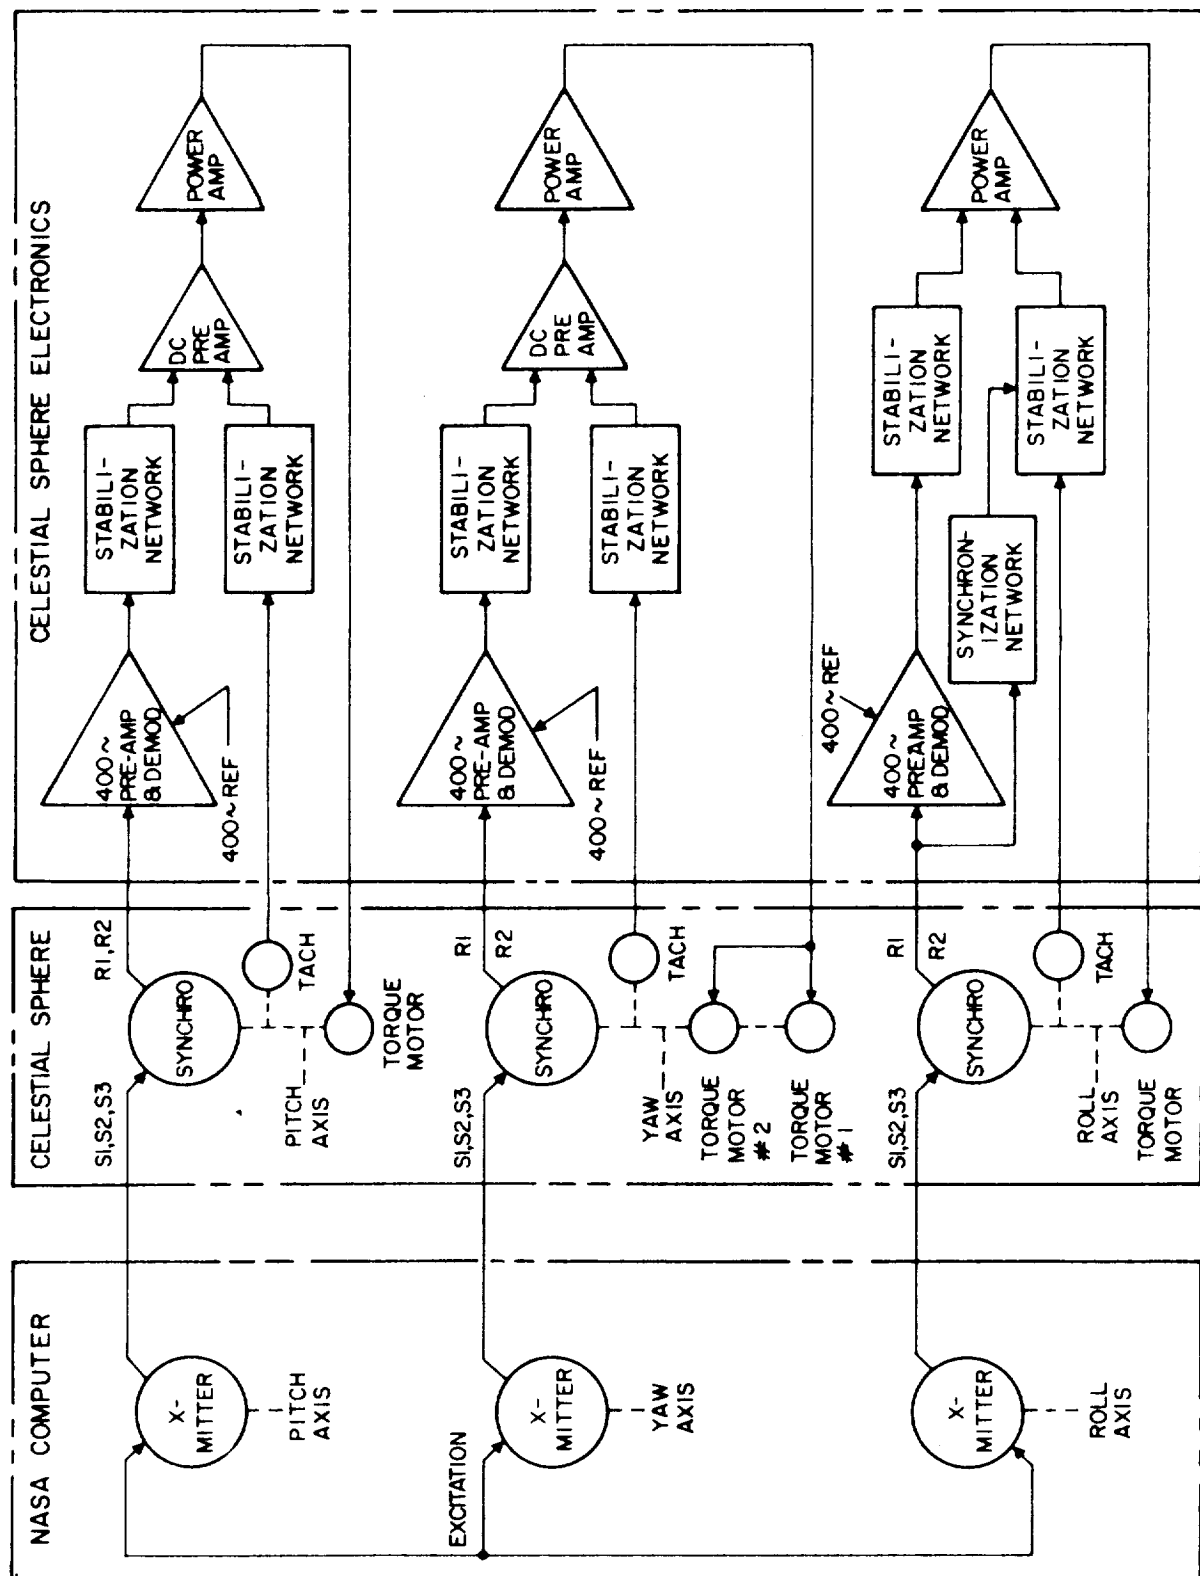 NASA COMPUTER
X-
MITTER
PITCH
AXIS
EXCITATION
X-
MITTER
YAW
AXIS
X-
MITTER
ROLL
AXIS
CELESTIAL SPHERE
S1,S2,S3
R1,R2
SYNCHRO
TACH
PITCH
AXIS
TORQUE
MOTOR
S1,S2,S3
R1
R2
SYNCHRO
TACH
YAW
AXIS
TORQUE
MOTOR
#2
TORQUE
MOTOR
#1
S1,S2,S3
R1
R2
SYNCHRO
TACH
ROLL
AXIS
TORQUE
MOTOR
CELESTIAL SPHERE ELECTRONICS
400~
PRE-AMP
& DEMOD
400~REF
STABILI-
ZATION
NETWORK
STABILI-
ZATION
NETWORK
DC
PRE
AMP
POWER
AMP
400~
PRE-AMP
& DEMOD
400~REF
STABILI-
ZATION
NETWORK
STABILI-
ZATION
NETWORK
DC
PRE
AMP
POWER
AMP
400~REF
400~
PREAMP
& DEMOD
SYNCHRON-
IZATION
NETWORK
STABILI-
ZATION
NETWORK
STABILI-
ZATION
NETWORK
POWER
AMP